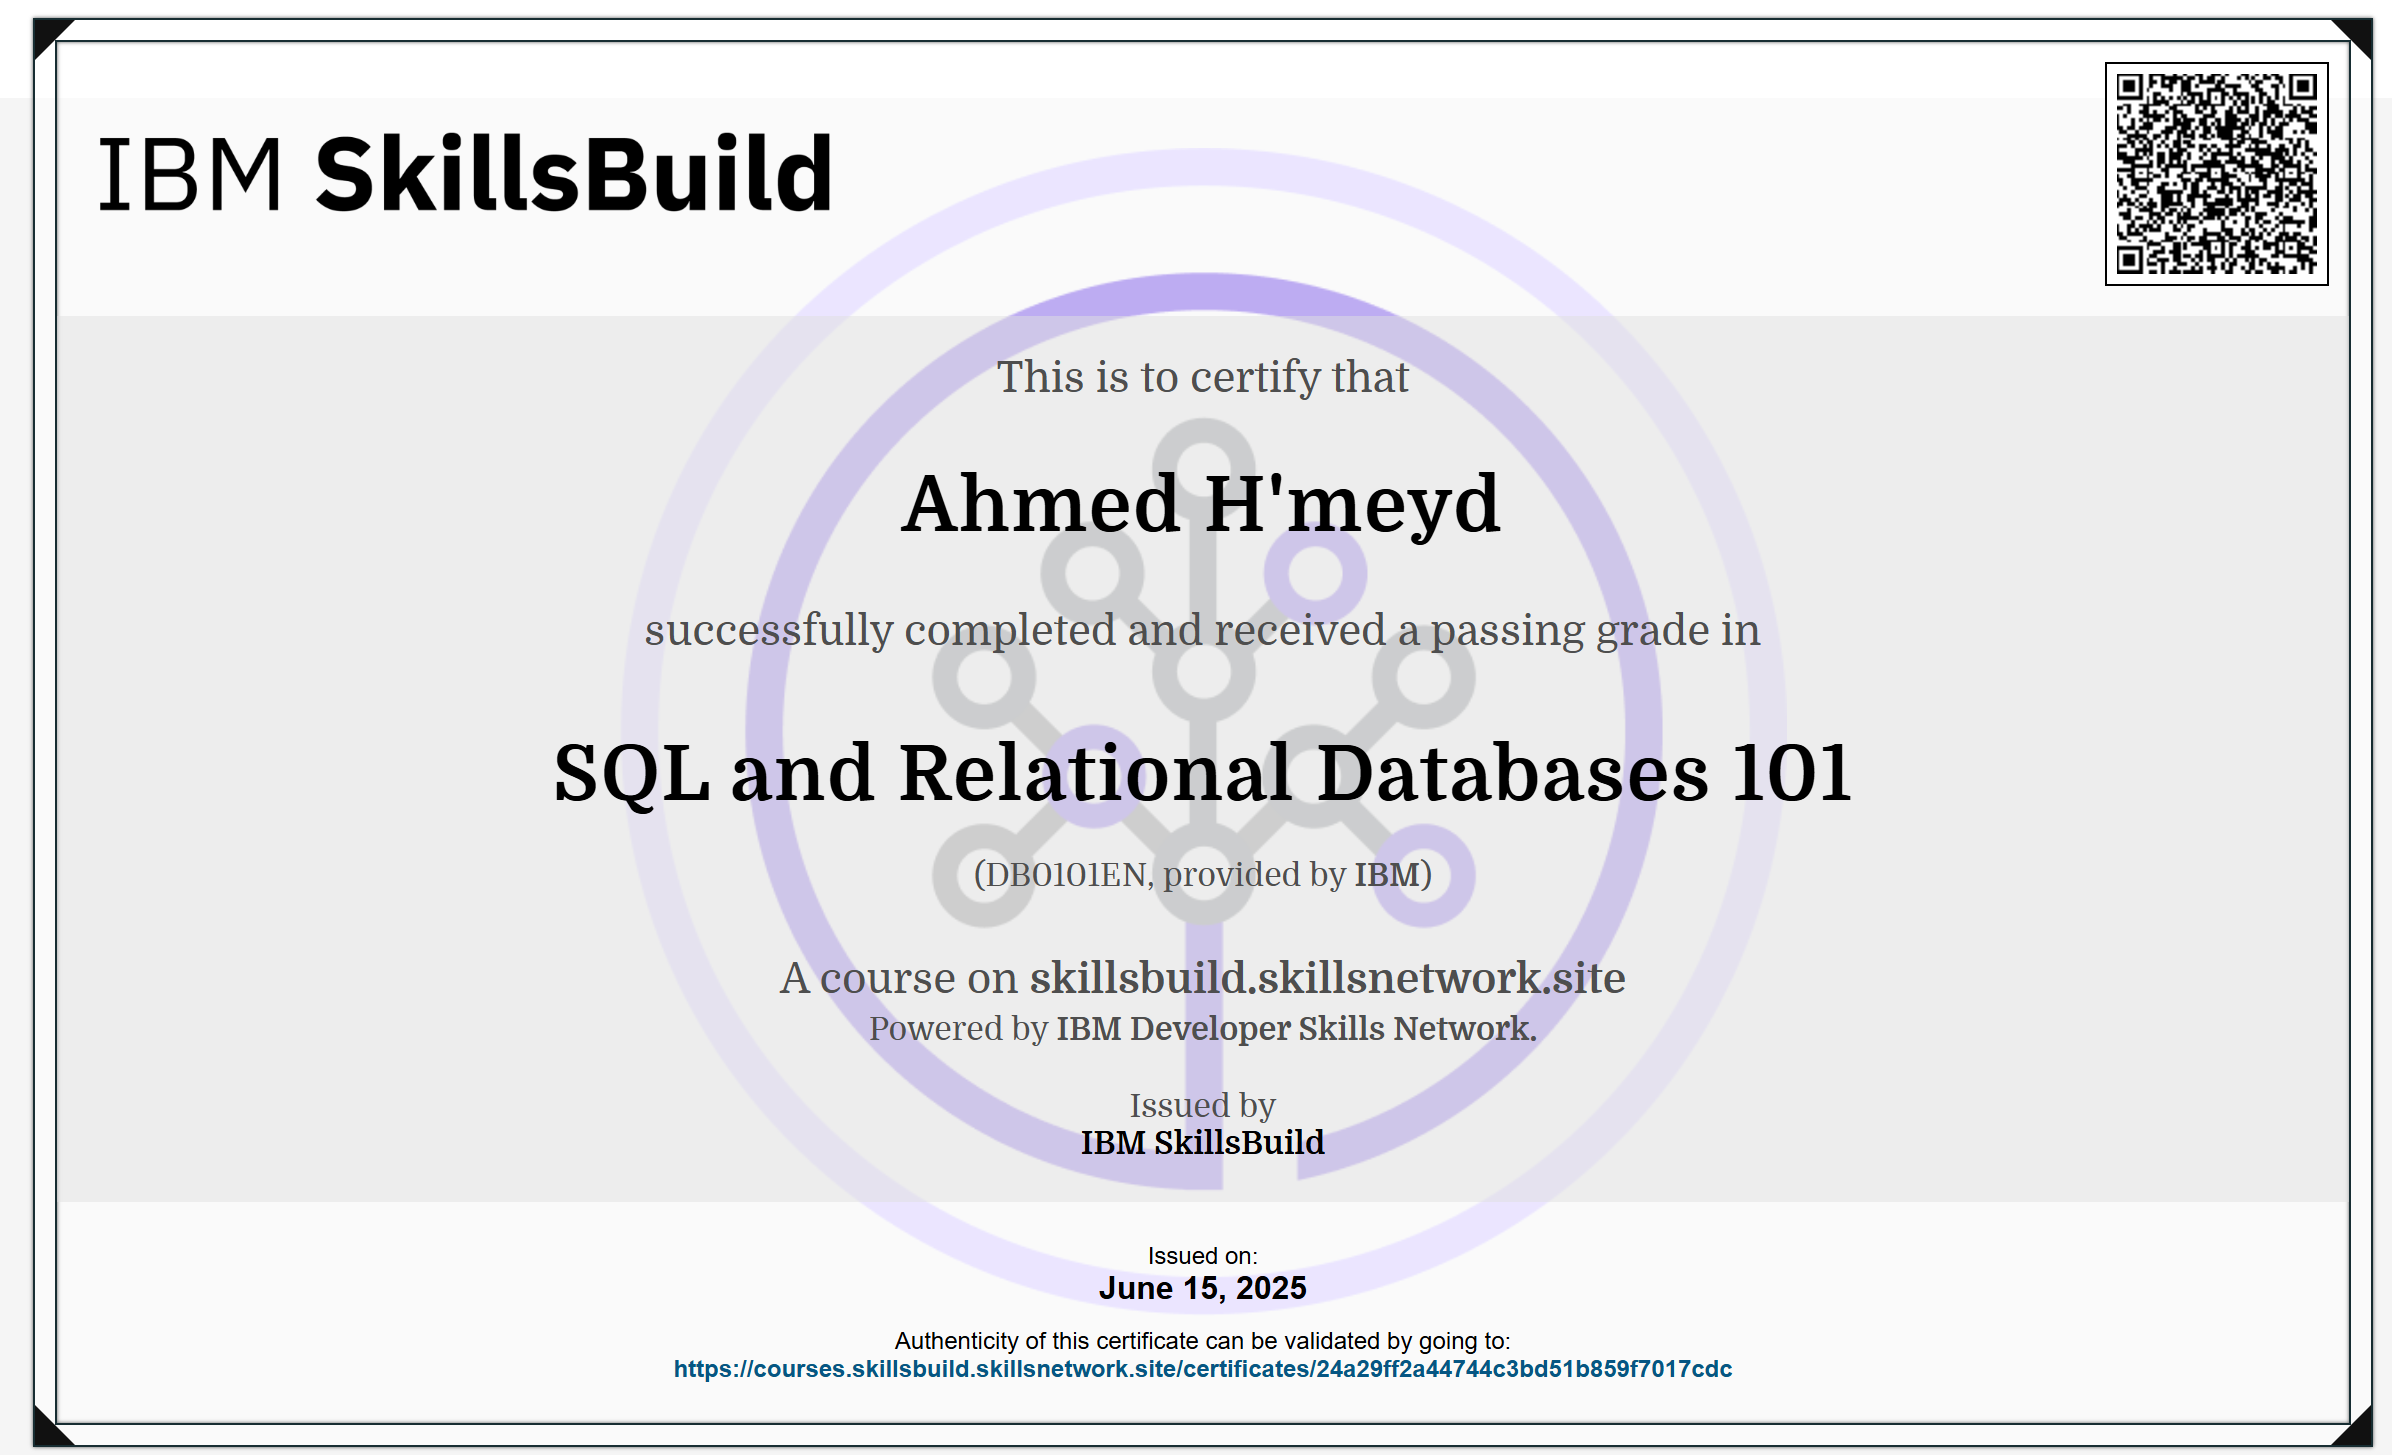 IBM SkillsBuild
This is to certify that
Ahmed H'meyd
successfully completed and received a passing grade in
SQL and Relational Databases 101
(DB0101EN, provided by IBM)
A course on skillsbuild.skillsnetwork.site
Powered by IBM Developer Skills Network.
Issued by
IBM SkillsBuild
Issued on:
June 15, 2025
Authenticity of this certificate can be validated by going to:
https://courses.skillsbuild.skillsnetwork.site/certificates/24a29ff2a44744c3bd51b859f7017cdc